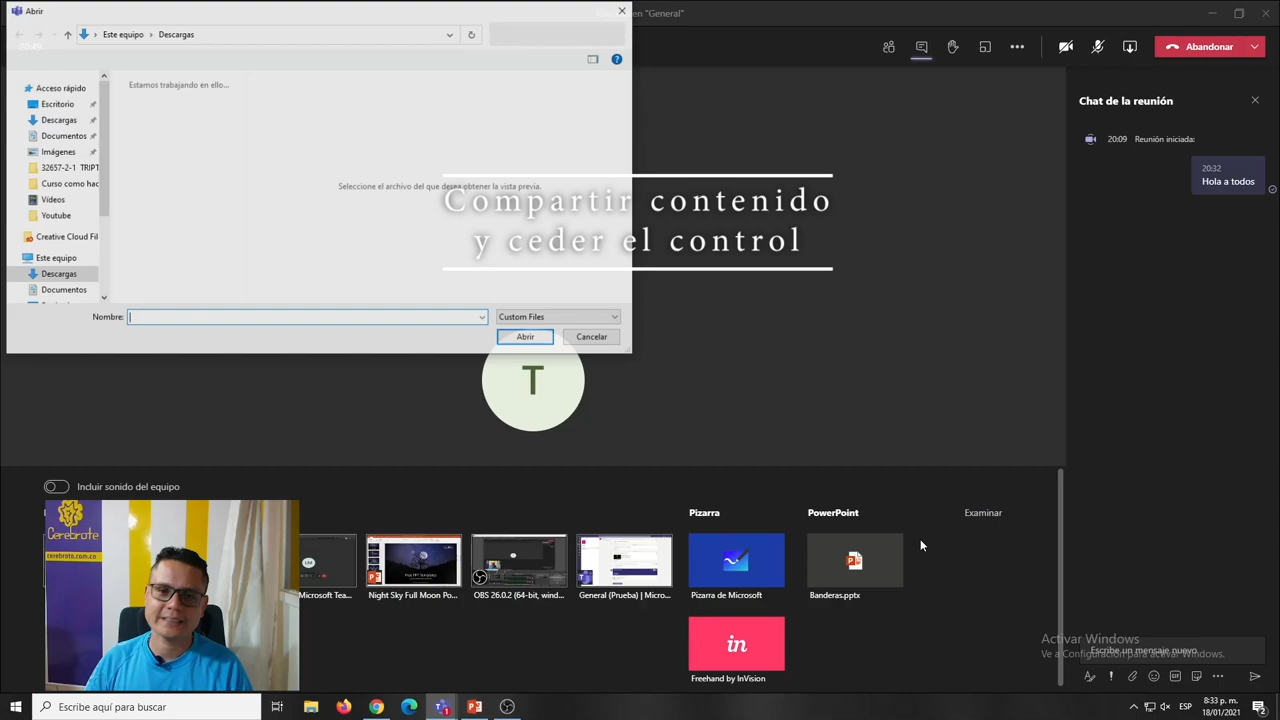 Abrir
"General"
Este equipo
Descargas
20:49
Abandonar
Estamos trabajando en ello...
Acceso rápido
Escritorio
Descargas
Documentos
Imágenes
32657-2-1 TRIPT
Curso como hac
Vídeos
Youtube
Creative Cloud Fil
Este equipo
Descargas
Documentos
Seleccione el archivo del que desea obtener la vista previa.
Compartir contenido
y ceder el control
Nombre:
Custom Files
Abrir
Cancelar
T
Chat de la reunión
20:09 Reunión iniciada:
20:32
Hola a todos
Incluir sonido del equipo
Pizarra
PowerPoint
Examinar
Cerebrote
cerebrote.com.co
LM
Microsoft Tea...
Night Sky Full Moon Po...
OBS 26.0.2 (64-bit, wind...
General (Prueba) | Micro...
Pizarra de Microsoft
Banderas.pptx
in
Freehand by InVision
Activar Windows
Ve a Configuración para activar Windows.
Escribe un mensaje nuevo
Escribe aquí para buscar
ESP
8:33 p. m.
18/01/2021